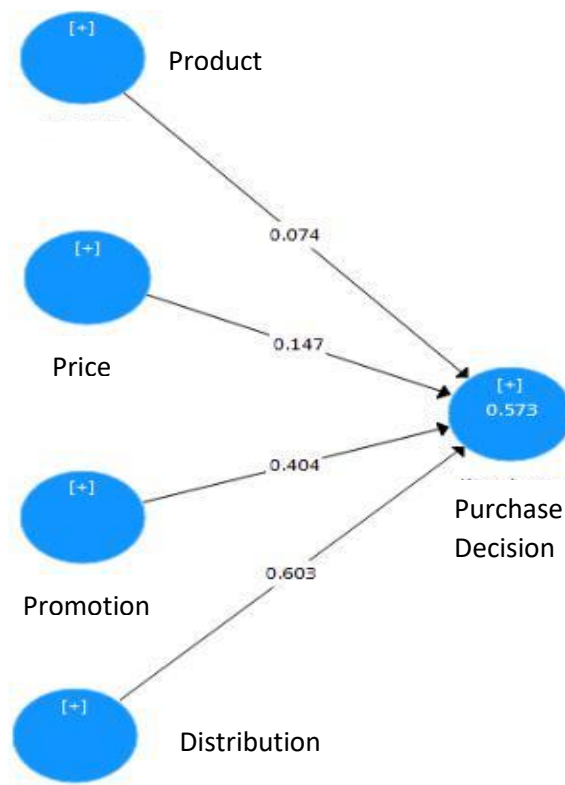 [+]
Product
0.074
[+]
Price
0.147
[+]
0.573
Purchase
Decision
[+]
0.404
Promotion
0.603
[+]
Distribution